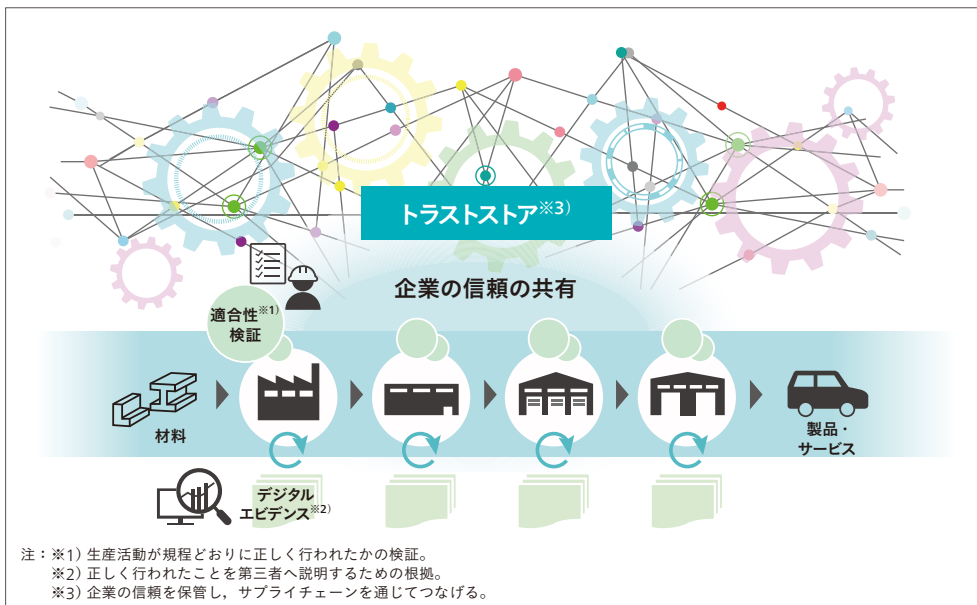 トラストストア※3)
企業の信頼の共有
適合性※1)
検証
材料
製品・
サービス
デジタル
エビデンス※2)
注:※1)生産活動が規程どおりに正しく行われたかの検証。
※2)正しく行われたことを第三者へ説明するための根拠。
※3)企業の信頼を保管し,サプライチェーンを通じてつなげる。